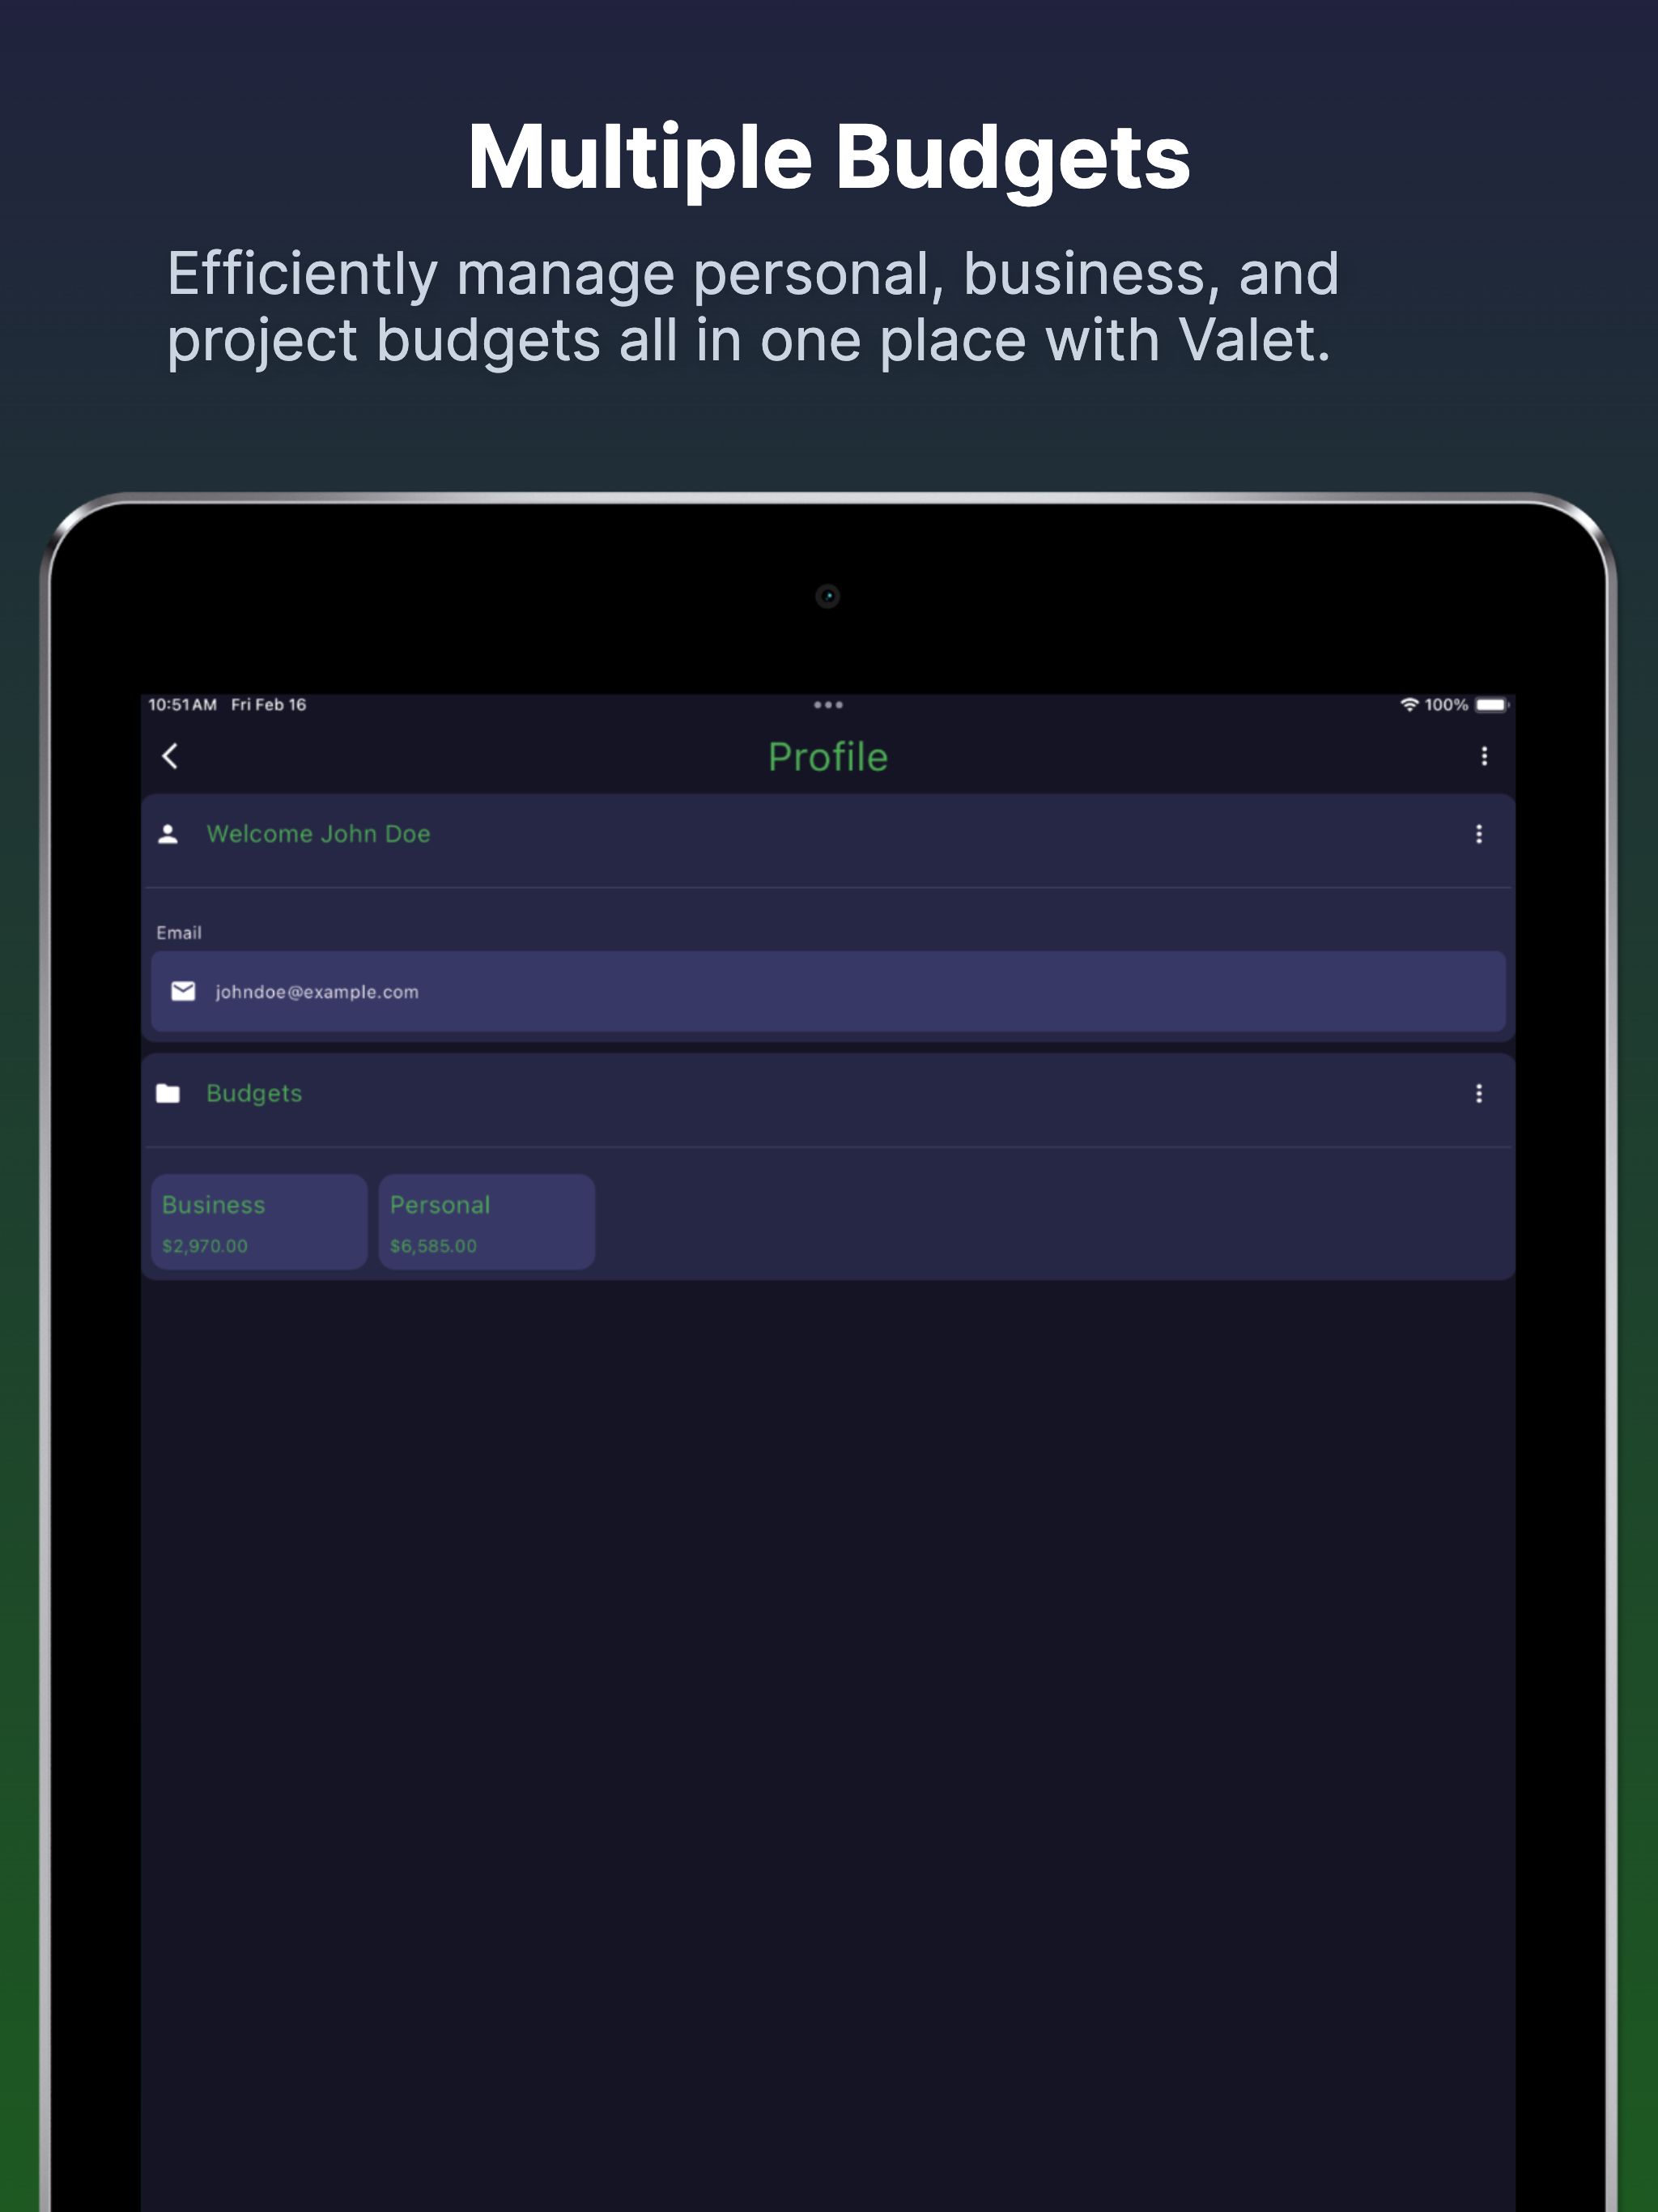 Multiple Budgets
Efficiently manage personal, business, and
project budgets all in one place with Valet.
10:51 AM Fri Feb 16 100%
Profile
Welcome John Doe
Email
johndoe@example.com
Budgets
Business Personal
$2,970.00 $6,585.00